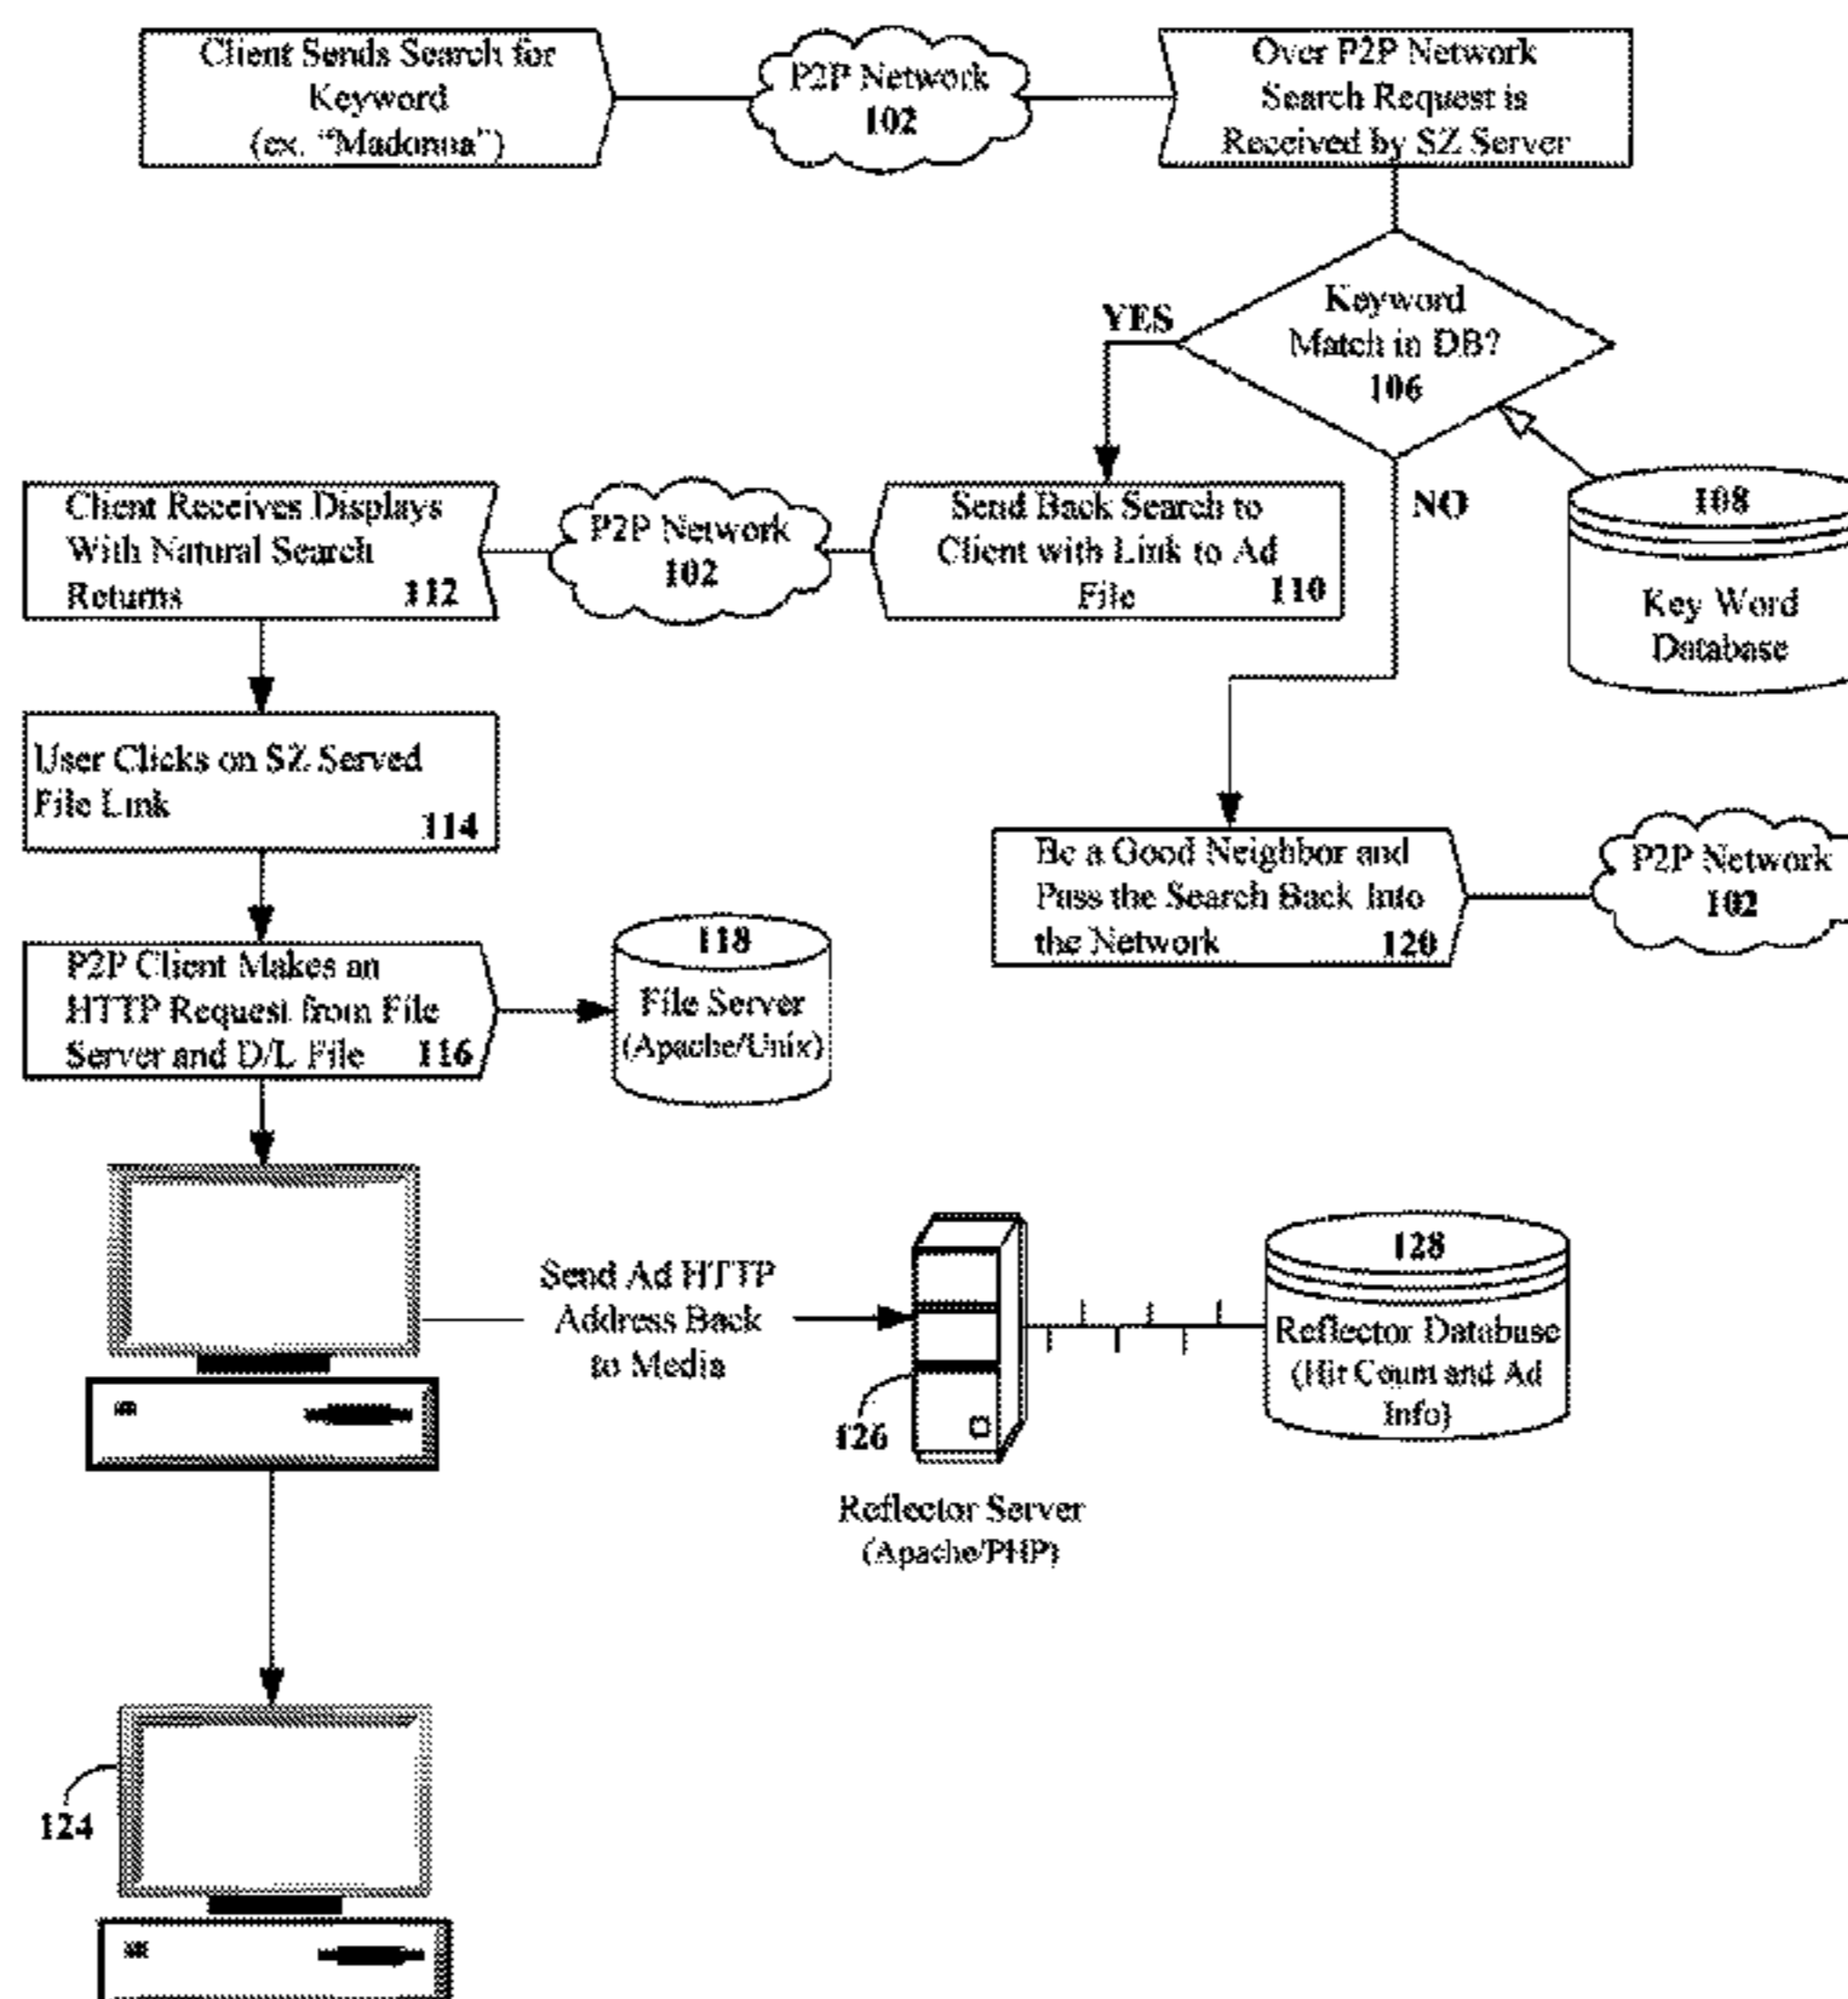 Client Sends Search for
Keyword
(ex. "Madonna")
P2P Network
102
Over P2P Network
Search Request is
Received by SZ Server
Keyword
Match in DB?
106
YES
NO
108
Key Word
Database
Send Back Search to
Client with Link to Ad
File 110
P2P Network
102
Client Receives Displays
With Natural Search
Returns 112
User Clicks on SZ Served
File Link
114
Be a Good Neighbor and
Pass the Search Back Into
the Network 120
P2P Network
102
P2P Client Makes an
HTTP Request from File
Server and D/L File 116
118
File Server
(Apache/Unix)
Send Ad HTTP
Address Back
to Media
126
Reflector Server
(Apache/PHP)
128
Reflector Database
(Hit Count and Ad
Info)
124